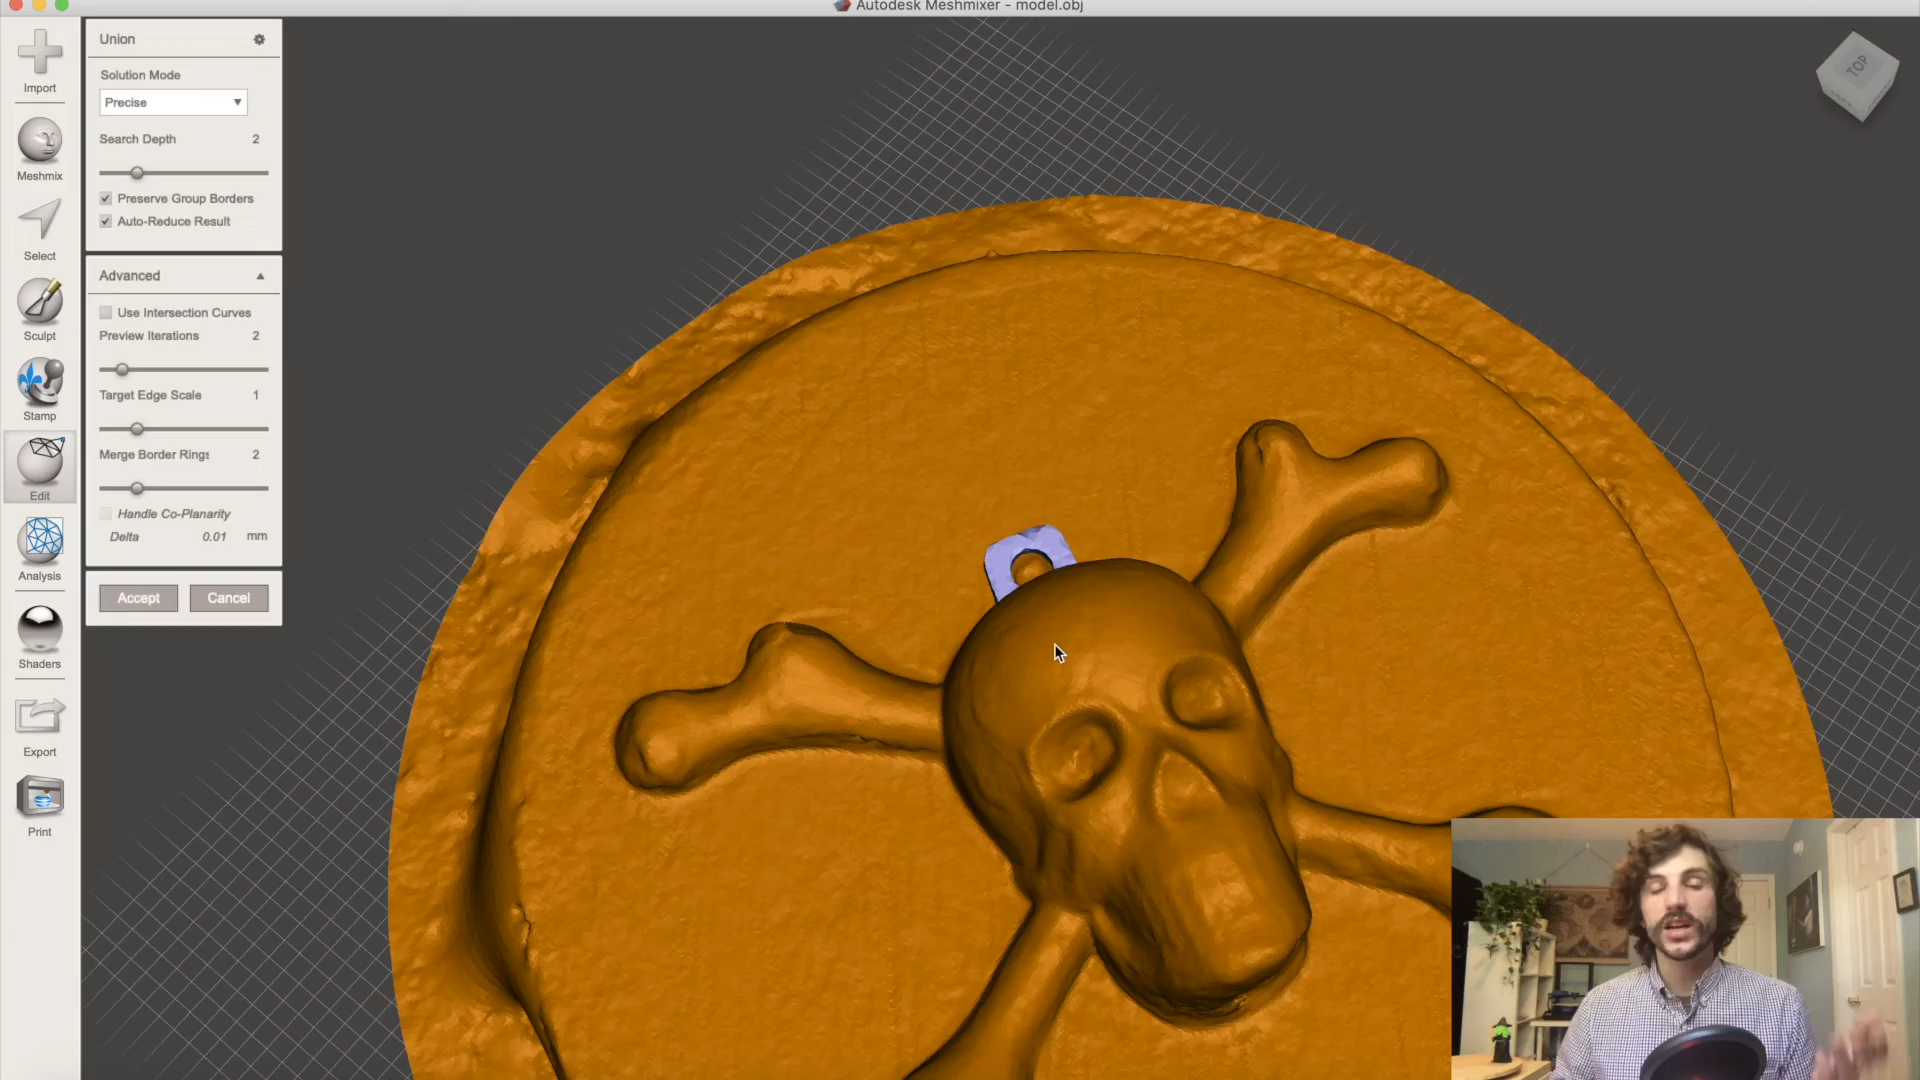 Autodesk Meshmixer - model.obj
Import
Meshmix
Select
Sculpt
Stamp
Edit
Analysis
Shaders
Export
Print
Union
Solution Mode
Precise
Search Depth 2
Preserve Group Borders
Auto-Reduce Result
Advanced
Use Intersection Curves
Preview Iterations 2
Target Edge Scale 1
Merge Border Rings 2
Handle Co-Planarity
Delta 0.01 mm
Accept Cancel
TOP